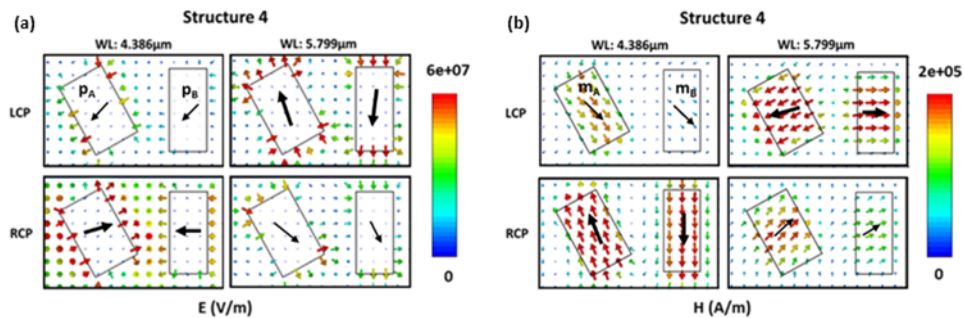 (a) Structure 4
WL: 4.386µm WL: 5.799µm
LCP
pA pB
RCP
6e+07
0
E (V/m)
(b) Structure 4
WL: 4.386µm WL: 5.799µm
LCP
mA mB
RCP
2e+05
0
H (A/m)